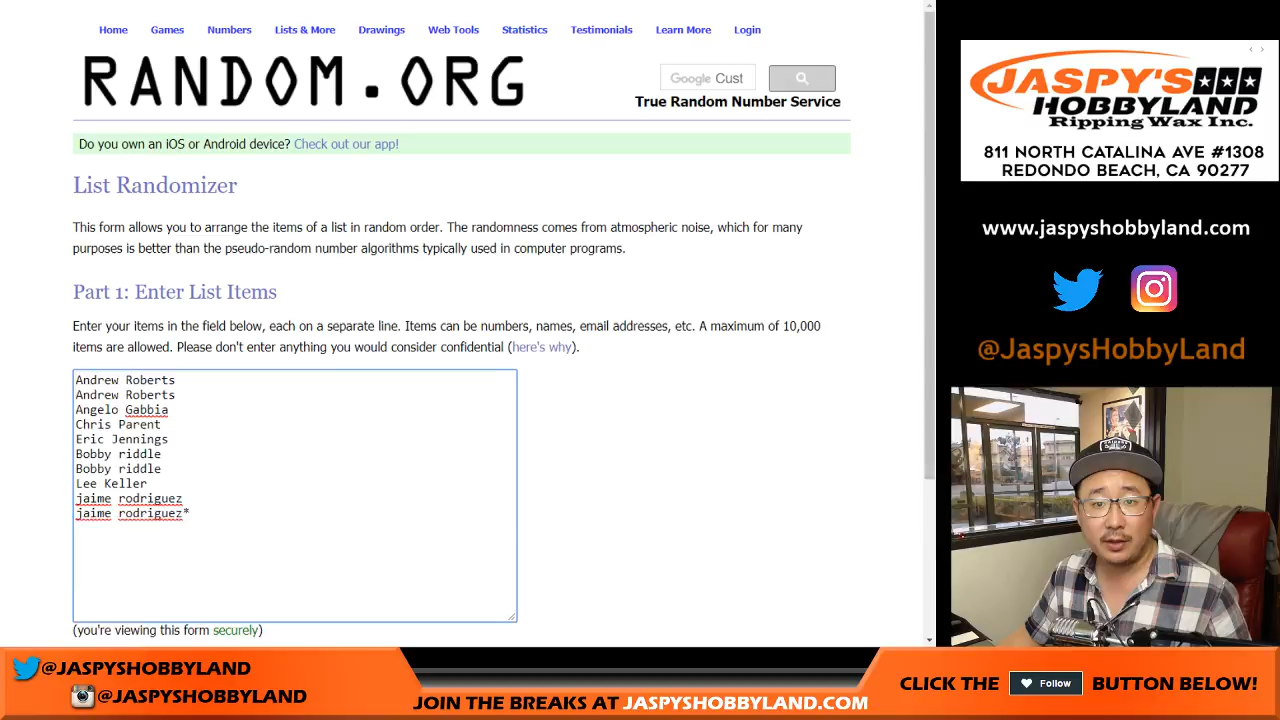 Home Games Numbers Lists & More Drawings Web Tools Statistics Testimonials Learn More Login
RANDOM.ORG
Google Cust
True Random Number Service
Do you own an iOS or Android device? Check out our app!
List Randomizer
This form allows you to arrange the items of a list in random order. The randomness comes from atmospheric noise, which for many
purposes is better than the pseudo-random number algorithms typically used in computer programs.
Part 1: Enter List Items
Enter your items in the field below, each on a separate line. Items can be numbers, names, email addresses, etc. A maximum of 10,000
items are allowed. Please don't enter anything you would consider confidential (here's why).
Andrew Roberts
Andrew Roberts
Angelo Gabbia
Chris Parent
Eric Jennings
Bobby riddle
Bobby riddle
Lee Keller
jaime rodriguez
jaime rodriguez*
(you're viewing this form securely)
JASPY'S
HOBBYLAND
Ripping Wax Inc.
811 NORTH CATALINA AVE #1308
REDONDO BEACH, CA 90277
www.jaspyshobbyland.com
@JaspysHobbyLand
@JASPYSHOBBYLAND
@JASPYSHOBBYLAND
JOIN THE BREAKS AT JASPYSHOBBYLAND.COM
CLICK THE Follow BUTTON BELOW!